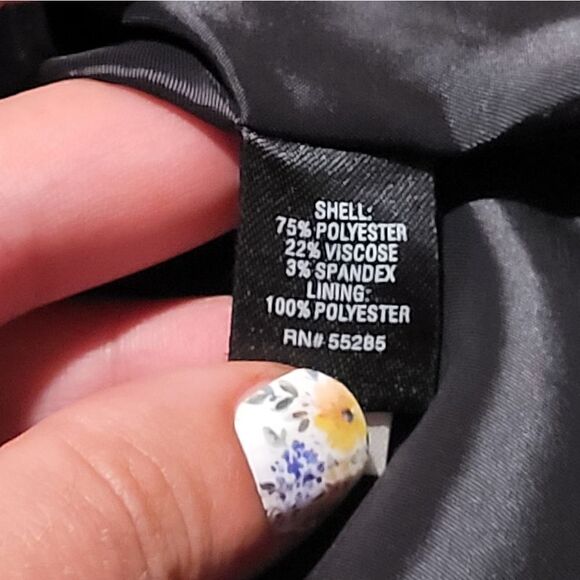 SHELL:
75% POLYESTER
22% VISCOSE
3% SPANDEX
LINING:
100% POLYESTER
RN# 55285